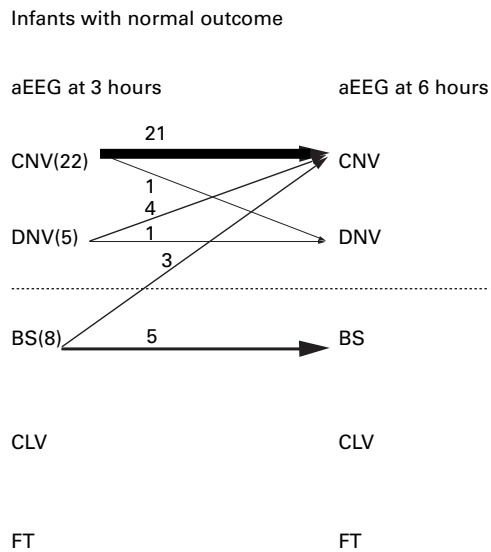 Infants with normal outcome
aEEG at 3 hours aEEG at 6 hours
21
CNV(22) CNV
1
4
DNV(5) 1 DNV
3
BS(8) 5 BS
CLV CLV
FT FT